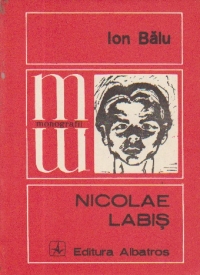 Ion Bălu
m
monografii
m
NICOLAE
LABIȘ
Editura Albatros